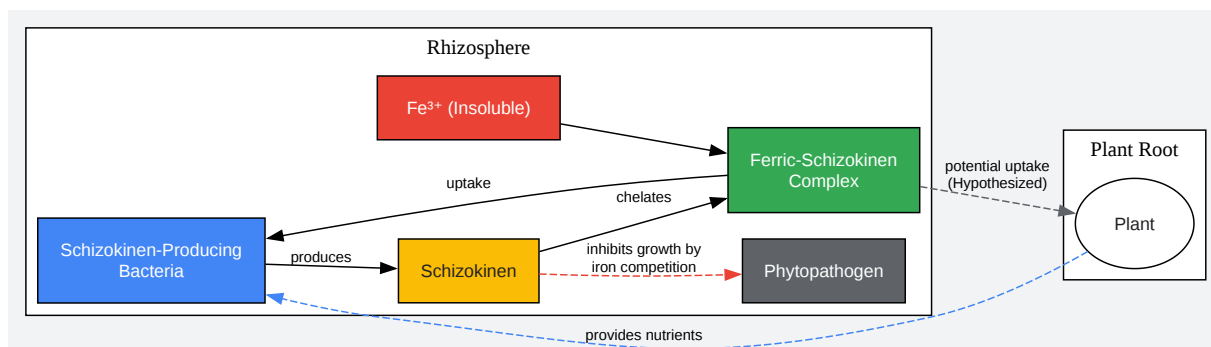 Rhizosphere
Fe³⁺ (Insoluble)
Ferric-Schizokinen
Complex
potential uptake
(Hypothesized)
Plant Root
Plant
uptake
chelates
Schizokinen-Producing
Bacteria
produces
Schizokinen
inhibits growth by
iron competition
Phytopathogen
provides nutrients